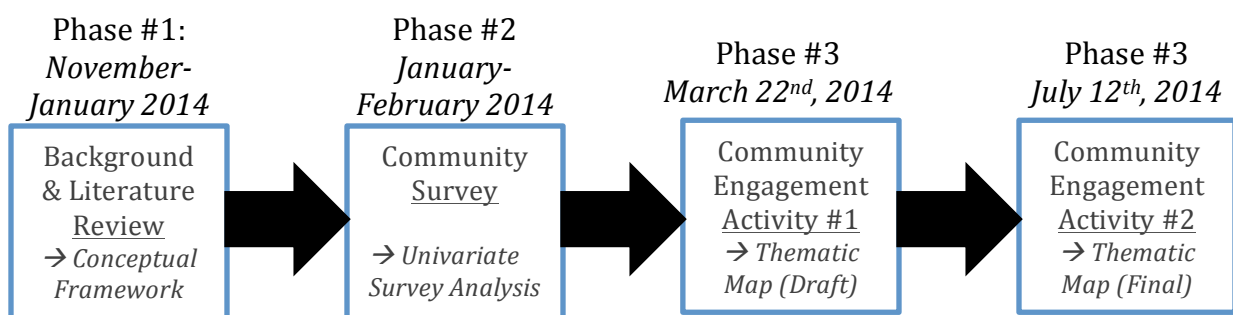 Phase #1:
November-
January 2014
Background
& Literature
Review
→ Conceptual
Framework
Phase #2
January-
February 2014
Community
Survey
→ Univariate
Survey Analysis
Phase #3
March 22nd, 2014
Community
Engagement
Activity #1
→ Thematic
Map (Draft)
Phase #3
July 12th, 2014
Community
Engagement
Activity #2
→ Thematic
Map (Final)